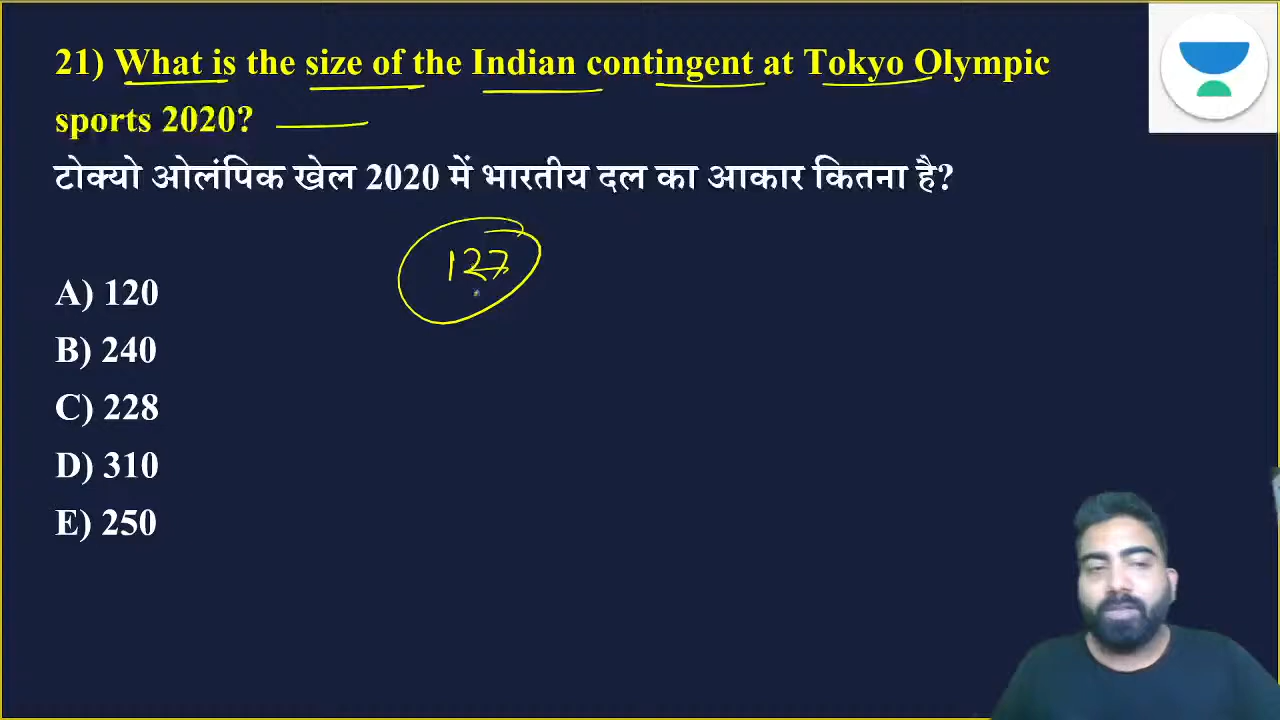 21) What is the size of the Indian contingent at Tokyo Olympic
sports 2020?
टोक्यो ओलंपिक खेल 2020 में भारतीय दल का आकार कितना है?
127
A) 120
B) 240
C) 228
D) 310
E) 250